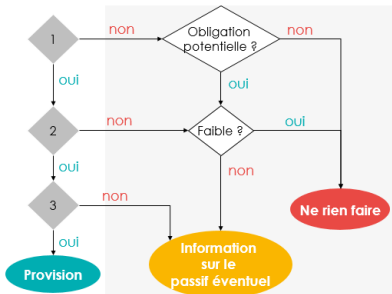 1
non
Obligation
potentielle ?
non
oui
oui
2
non
Faible ?
oui
oui
non
3
non
oui
Ne rien faire
Provision
Information
sur le
passif éventuel